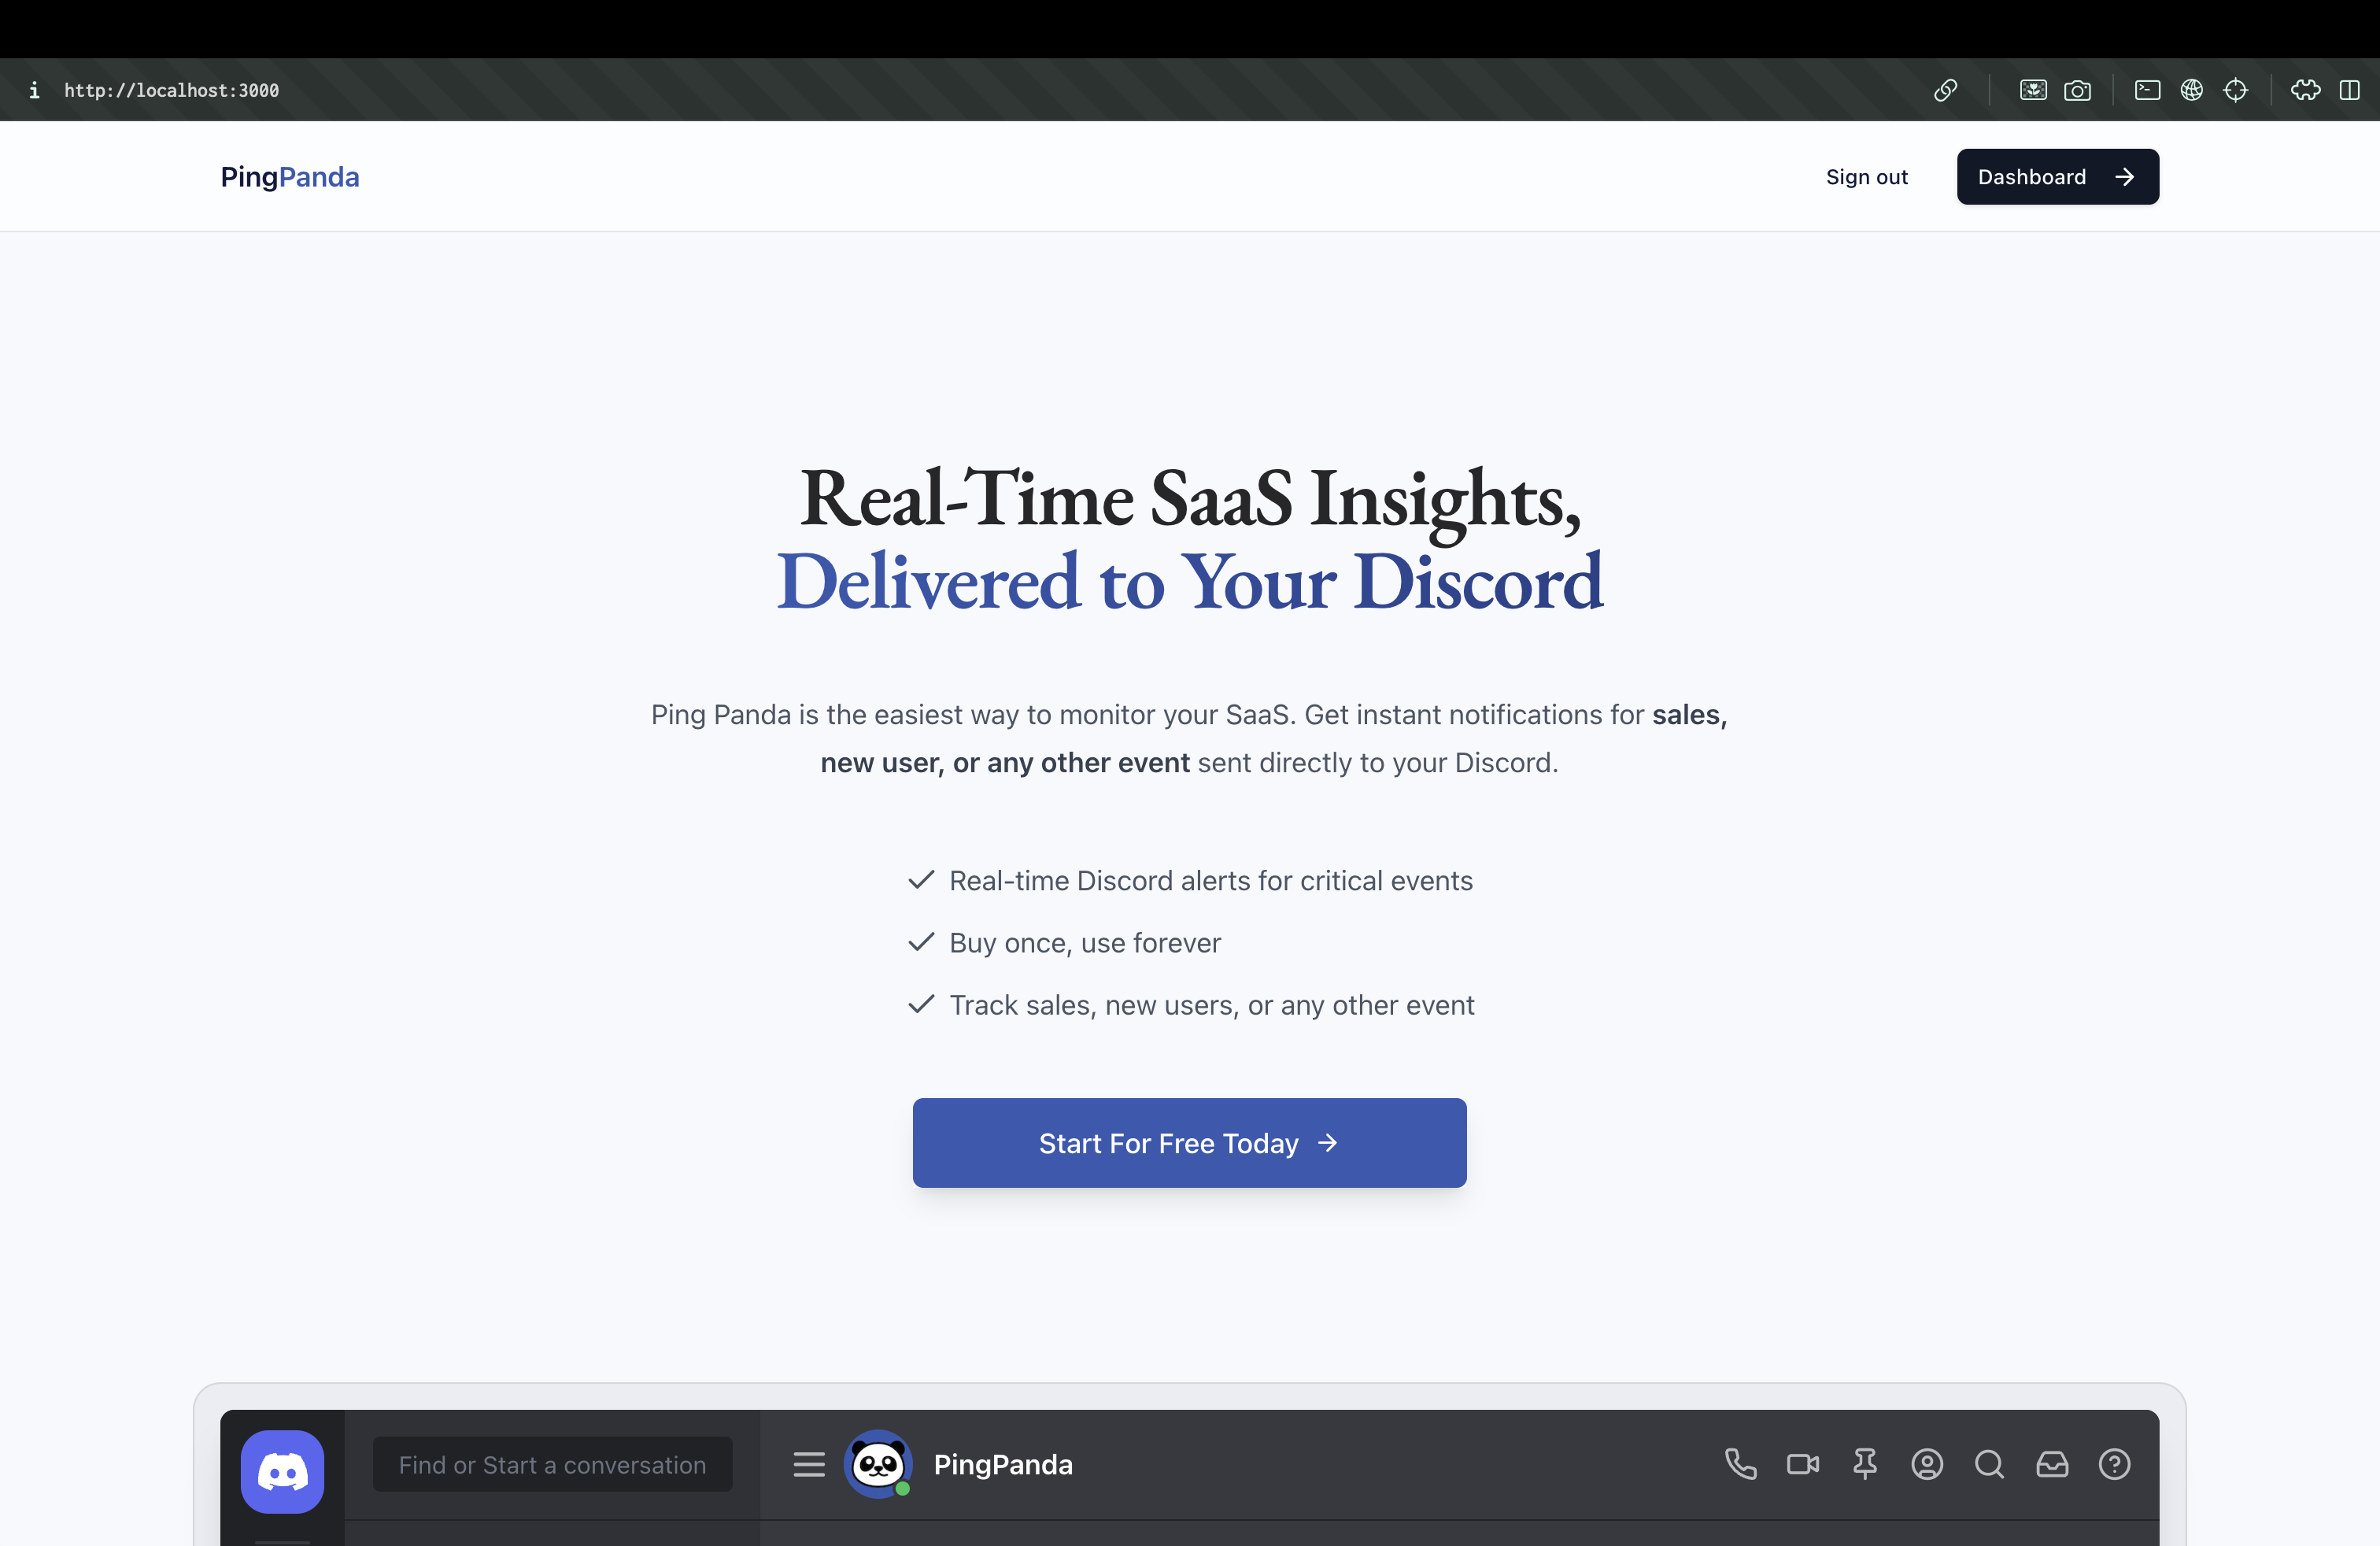 http://localhost:3000
PingPanda
Sign out
Dashboard
Real-Time SaaS Insights,
Delivered to Your Discord
Ping Panda is the easiest way to monitor your SaaS. Get instant notifications for sales,
new user, or any other event sent directly to your Discord.
Real-time Discord alerts for critical events
Buy once, use forever
Track sales, new users, or any other event
Start For Free Today
Find or Start a conversation
PingPanda